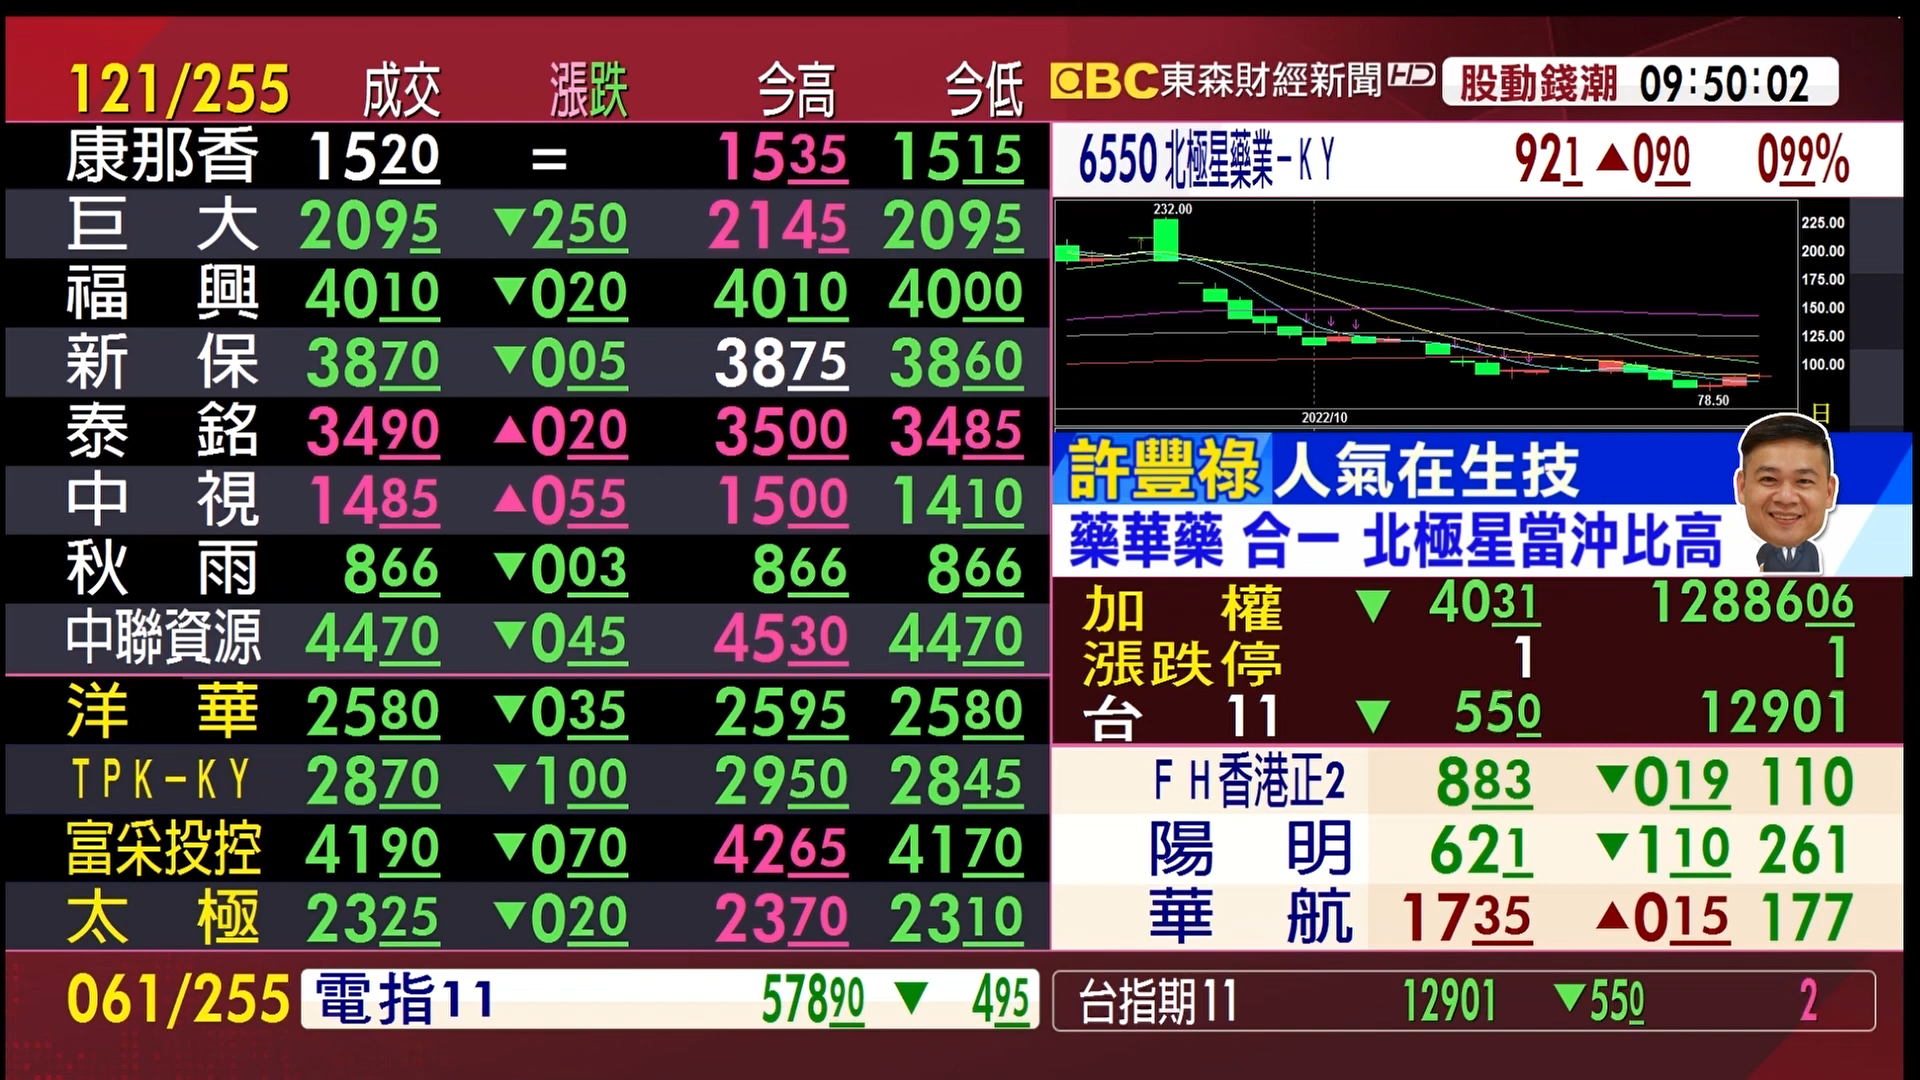 121/255 成交 漲跌 今高 今低
康那香 1520 = 1535 1515
巨大 2095 ▼250 2145 2095
福興 4010 ▼020 4010 4000
新保 3870 ▼005 3875 3860
泰銘 3490 ▲020 3500 3485
中視 1485 ▲055 1500 1410
秋雨 866 ▼003 866 866
中聯資源 4470 ▼045 4530 4470
洋華 2580 ▼035 2595 2580
TPK-KY 2870 ▼100 2950 2845
富采投控 4190 ▼070 4265 4170
太極 2325 ▼020 2370 2310
061/255 電指11 57890 ▼ 495
EBC東森財經新聞HD 股動錢潮 09:50:02
6550 北極星藥業-KY 921 ▲090 099%
232.00
225.00
200.00
175.00
150.00
125.00
100.00
78.50
2022/10
日
許豐祿 人氣在生技
藥華藥 合一 北極星當沖比高
加權 ▼ 4031 1288606
漲跌停 1 1
台11 ▼ 550 12901
FH香港正2 883 ▼019 110
陽明 621 ▼110 261
華航 1735 ▲015 177
台指期11 12901 ▼550 2